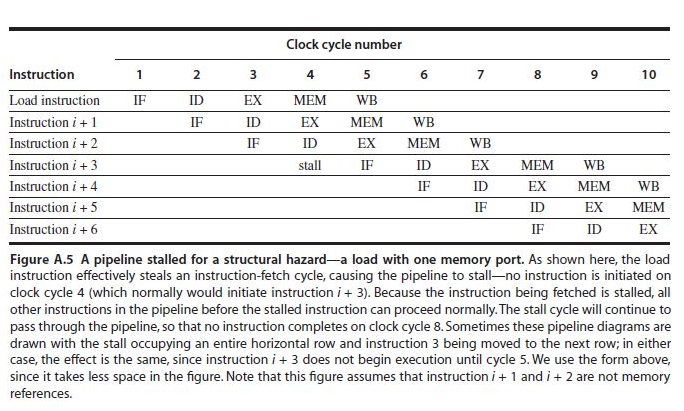 Clock cycle number
Instruction 1 2 3 4 5 6 7 8 9 10
Load instruction IF ID EX MEM WB
Instruction i + 1 IF ID EX MEM WB
Instruction i + 2 IF ID EX MEM WB
Instruction i + 3 stall IF ID EX MEM WB
Instruction i + 4 IF ID EX MEM WB
Instruction i + 5 IF ID EX MEM
Instruction i + 6 IF ID EX
Figure A.5 A pipeline stalled for a structural hazard—a load with one memory port. As shown here, the load
instruction effectively steals an instruction-fetch cycle, causing the pipeline to stall—no instruction is initiated on
clock cycle 4 (which normally would initiate instruction i + 3). Because the instruction being fetched is stalled, all
other instructions in the pipeline before the stalled instruction can proceed normally. The stall cycle will continue to
pass through the pipeline, so that no instruction completes on clock cycle 8. Sometimes these pipeline diagrams are
drawn with the stall occupying an entire horizontal row and instruction 3 being moved to the next row; in either
case, the effect is the same, since instruction i + 3 does not begin execution until cycle 5. We use the form above,
since it takes less space in the figure. Note that this figure assumes that instruction i + 1 and i + 2 are not memory
references.